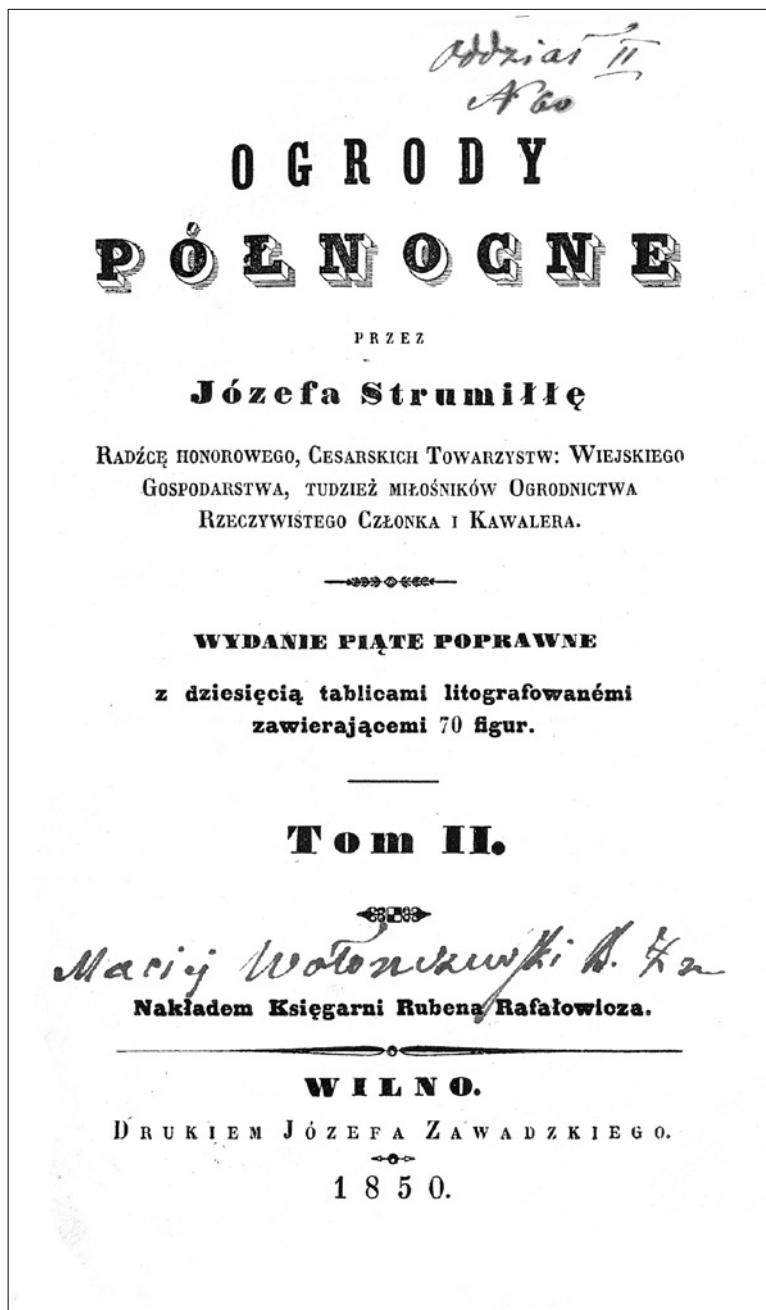 Oddział II
N 60
OGRODY
PÓŁNOCNE
PRZEZ
Józefa Strumiłłę
Radźcę honorowego, Cesarskich Towarzystw: Wiejskiego
Gospodarstwa, tudzież miłośników Ogrodnictwa
Rzeczywistego Członka i Kawalera.
WYDANIE PIĄTE POPRAWNE
z dziesięcią tablicami litografowanémi
zawierającemi 70 figur.
Tom II.
Maciej Wołonczewski B.
Nakładem Księgarni Rubena Rafałowicza.
WILNO.
Drukiem Józefa Zawadzkiego.
1850.